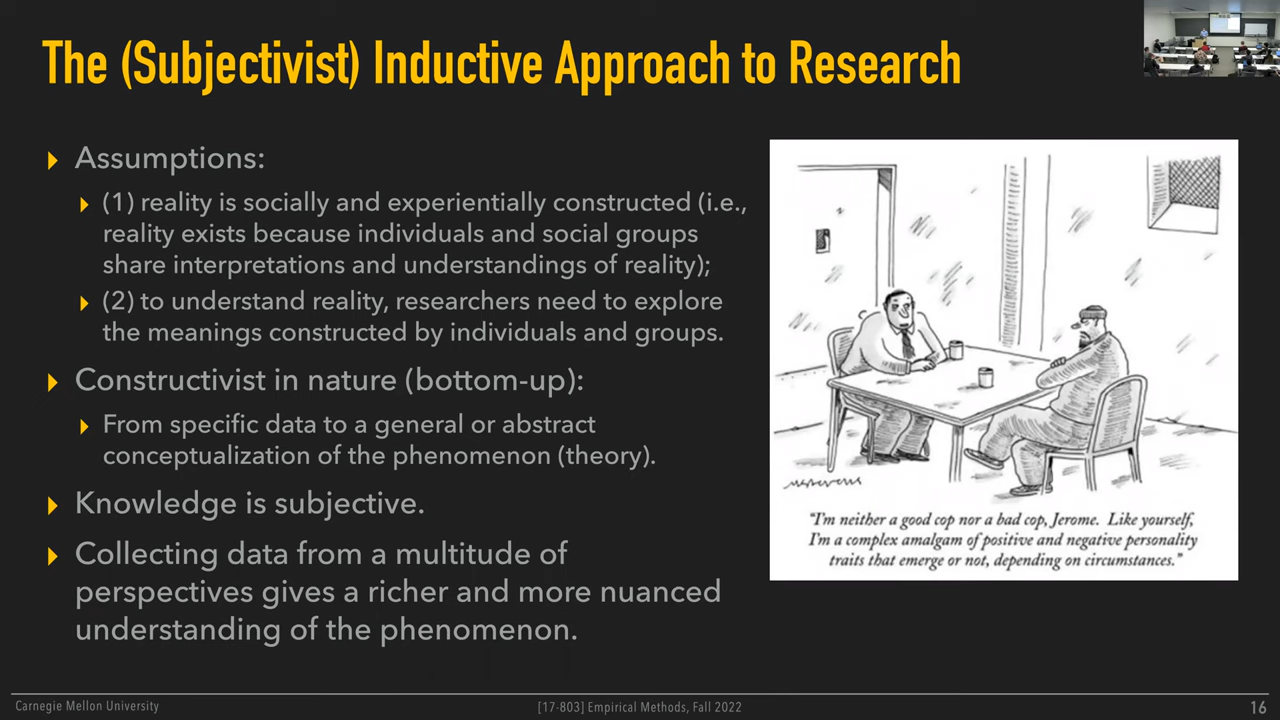 The (Subjectivist) Inductive Approach to Research
Assumptions:
(1) reality is socially and experientially constructed (i.e.,
reality exists because individuals and social groups
share interpretations and understandings of reality);
(2) to understand reality, researchers need to explore
the meanings constructed by individuals and groups.
Constructivist in nature (bottom-up):
From specific data to a general or abstract
conceptualization of the phenomenon (theory).
Knowledge is subjective.
Collecting data from a multitude of
perspectives gives a richer and more nuanced
understanding of the phenomenon.
"I'm neither a good cop nor a bad cop, Jerome. Like yourself,
I'm a complex amalgam of positive and negative personality
traits that emerge or not, depending on circumstances."
Carnegie Mellon University
[17-803] Empirical Methods, Fall 2022
16